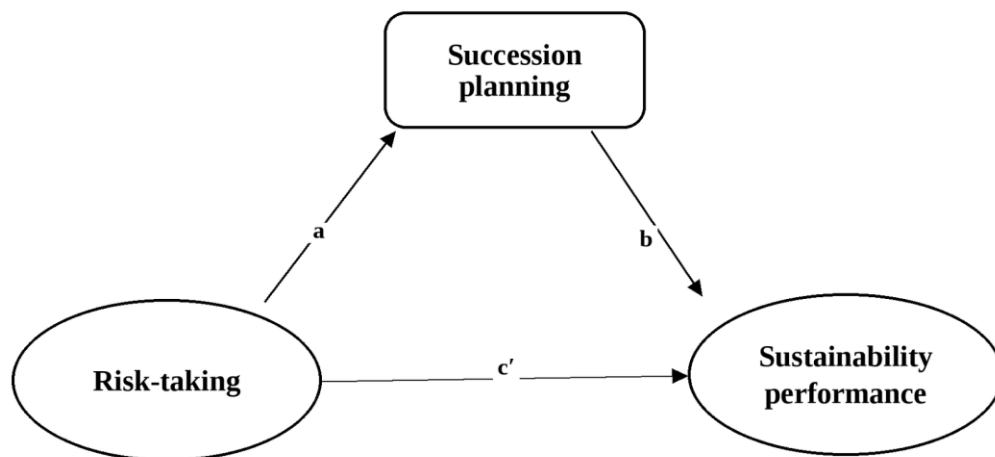 Succession
planning
a
b
Risk-taking
c′
Sustainability
performance